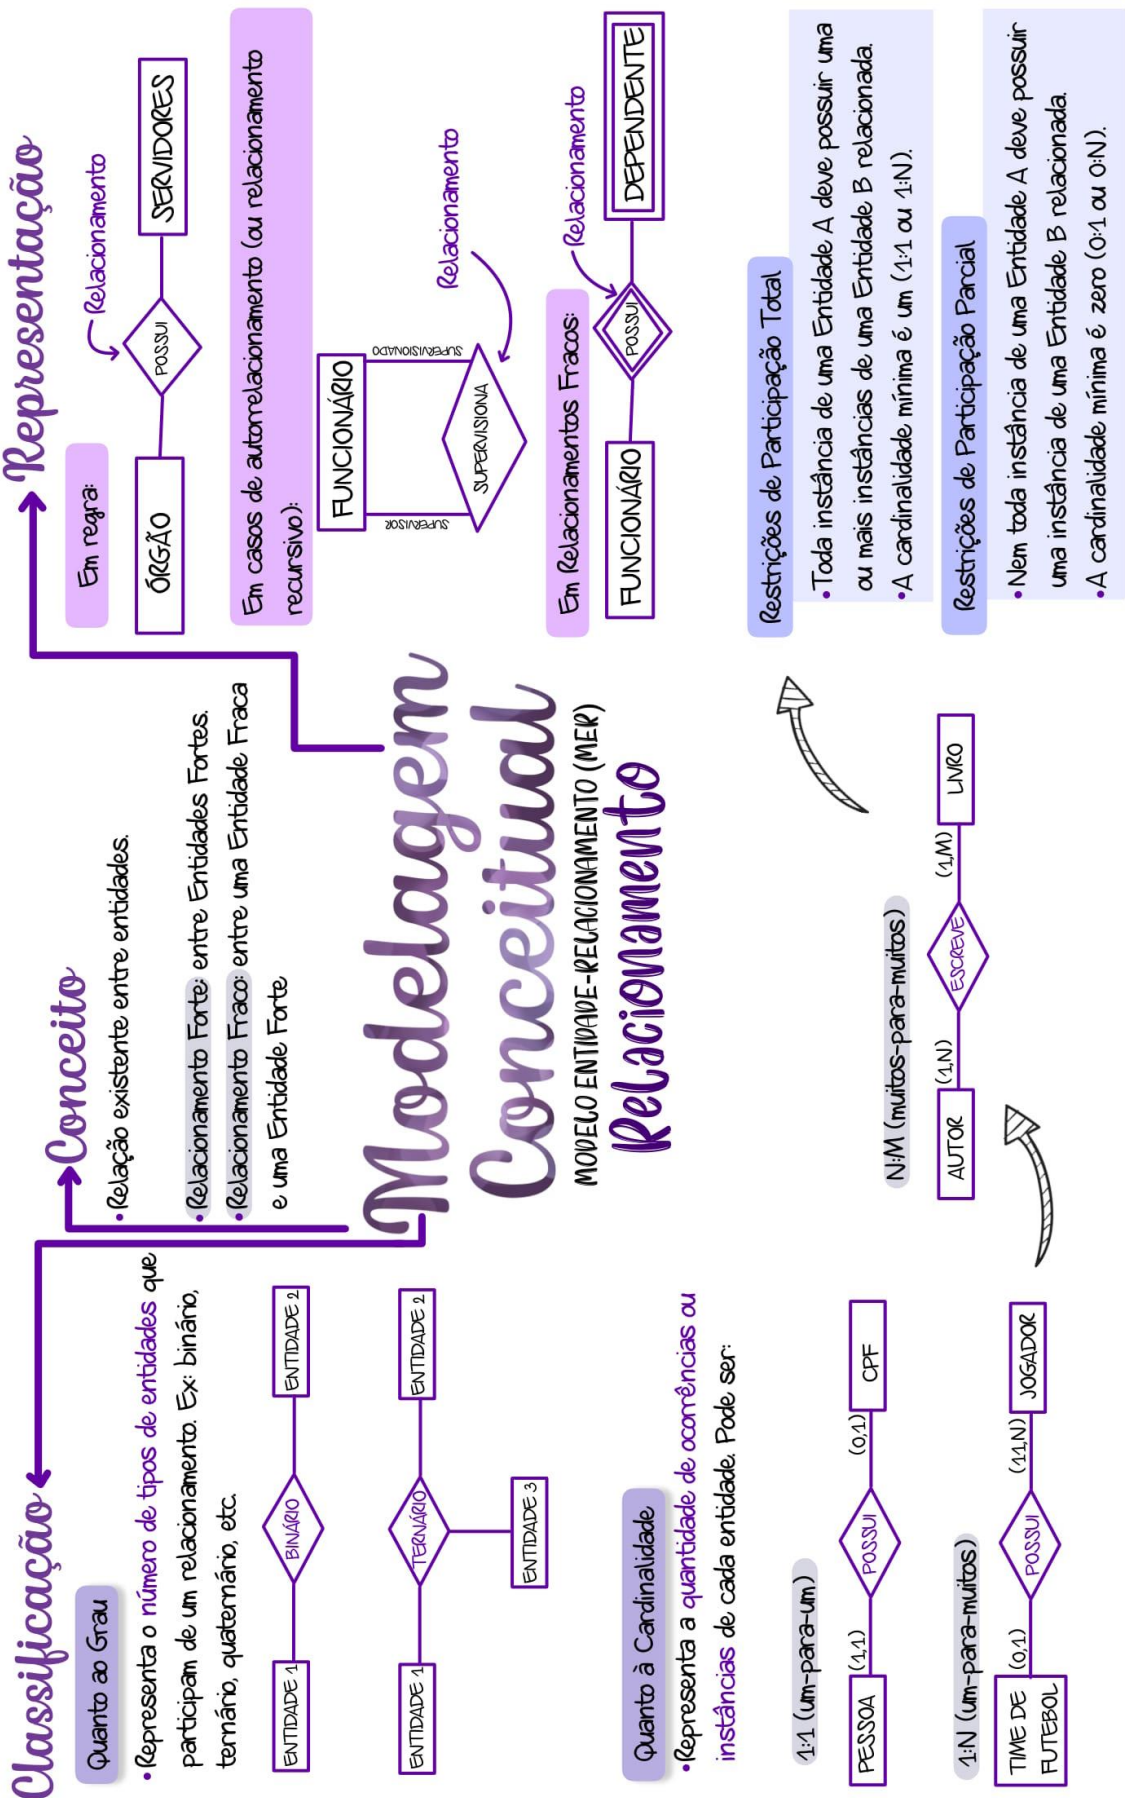 Classificação
Quanto ao Grau
• Representa o número de tipos de entidades que
participam de um relacionamento. Ex: binário,
ternário, quaternário, etc.
ENTIDADE 1
BINÁRIO
ENTIDADE 2
ENTIDADE 1
TERNÁRIO
ENTIDADE 2
ENTIDADE 3
Quanto à Cardinalidade
• Representa a quantidade de ocorrências ou
instâncias de cada entidade. Pode ser:
1:1 (um-para-um)
PESSOA
(1,1)
POSSUI
(0,1)
CPF
1:N (um-para-muitos)
TIME DE
FUTEBOL
(0,1)
POSSUI
(11,N)
JOGADOR
Conceito
• Relação existente entre entidades.
• Relacionamento Forte: entre Entidades Fortes.
• Relacionamento Fraco: entre uma Entidade Fraca
e uma Entidade Forte
Modelagem
Conceitual
MODELO ENTIDADE-RELACIONAMENTO (MER)
Relacionamento
N:M (muitos-para-muitos)
AUTOR
(1,N)
ESCREVE
(1,M)
LIVRO
Representação
Em regra:
Relacionamento
ÓRGÃO
POSSUI
SERVIDORES
Em casos de autorrelacionamento (ou relacionamento
recursivo):
FUNCIONÁRIO
SUPERVISOR
SUPERVISIONADO
SUPERVISIONA
Relacionamento
Em Relacionamentos Fracos:
Relacionamento
FUNCIONÁRIO
POSSUI
DEPENDENTE
Restrições de Participação Total
• Toda instância de uma Entidade A deve possuir uma
ou mais instâncias de uma Entidade B relacionada.
• A cardinalidade mínima é um (1:1 ou 1:N).
Restrições de Participação Parcial
• Nem toda instância de uma Entidade A deve possuir
uma instância de uma Entidade B relacionada.
• A cardinalidade mínima é zero (0:1 ou 0:N).